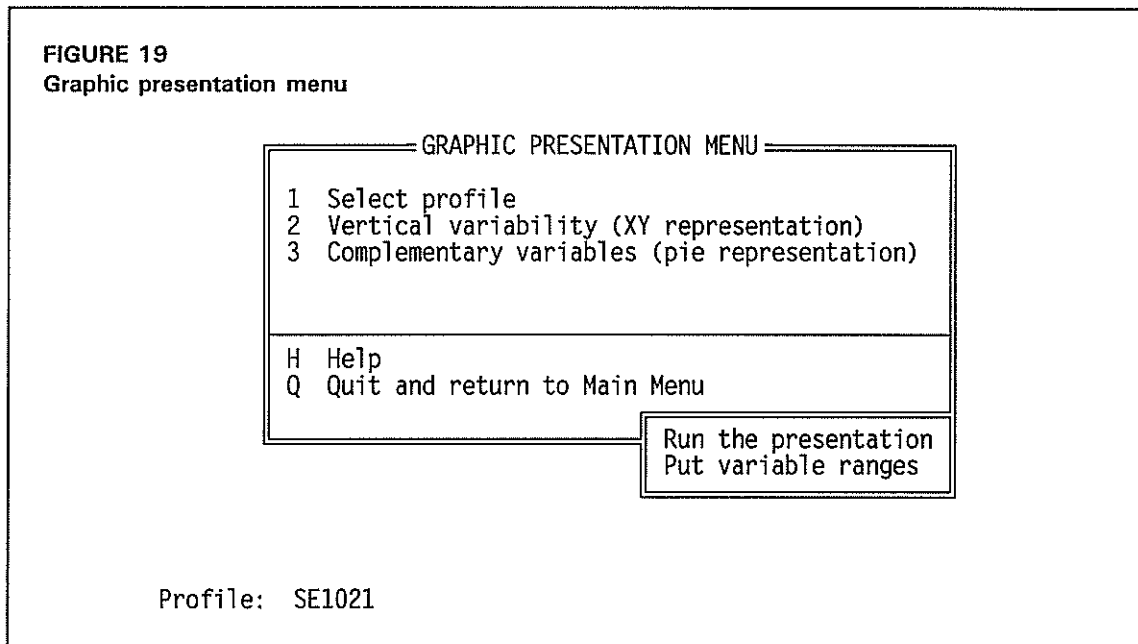 FIGURE 19
Graphic presentation menu
GRAPHIC PRESENTATION MENU
1 Select profile
2 Vertical variability (XY representation)
3 Complementary variables (pie representation)
H Help
Q Quit and return to Main Menu
Run the presentation
Put variable ranges
Profile: SE1021